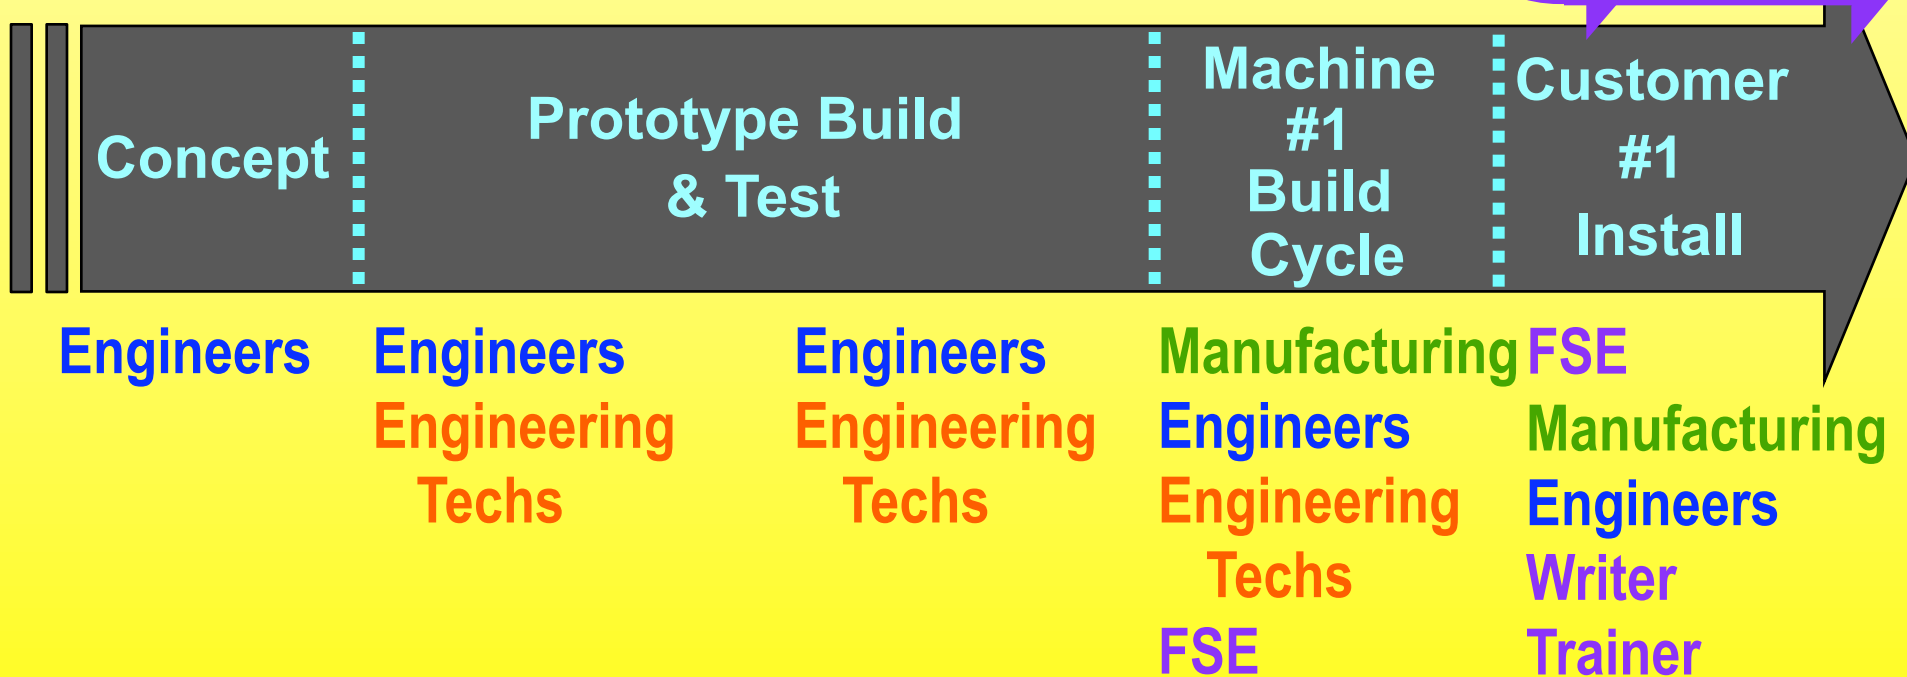 Concept
Prototype Build
& Test
Machine
#1
Build
Cycle
Customer
#1
Install
Engineers
Engineers
Engineering
Techs
Engineers
Engineering
Techs
Manufacturing
Engineers
Engineering
Techs
FSE
FSE
Manufacturing
Engineers
Writer
Trainer